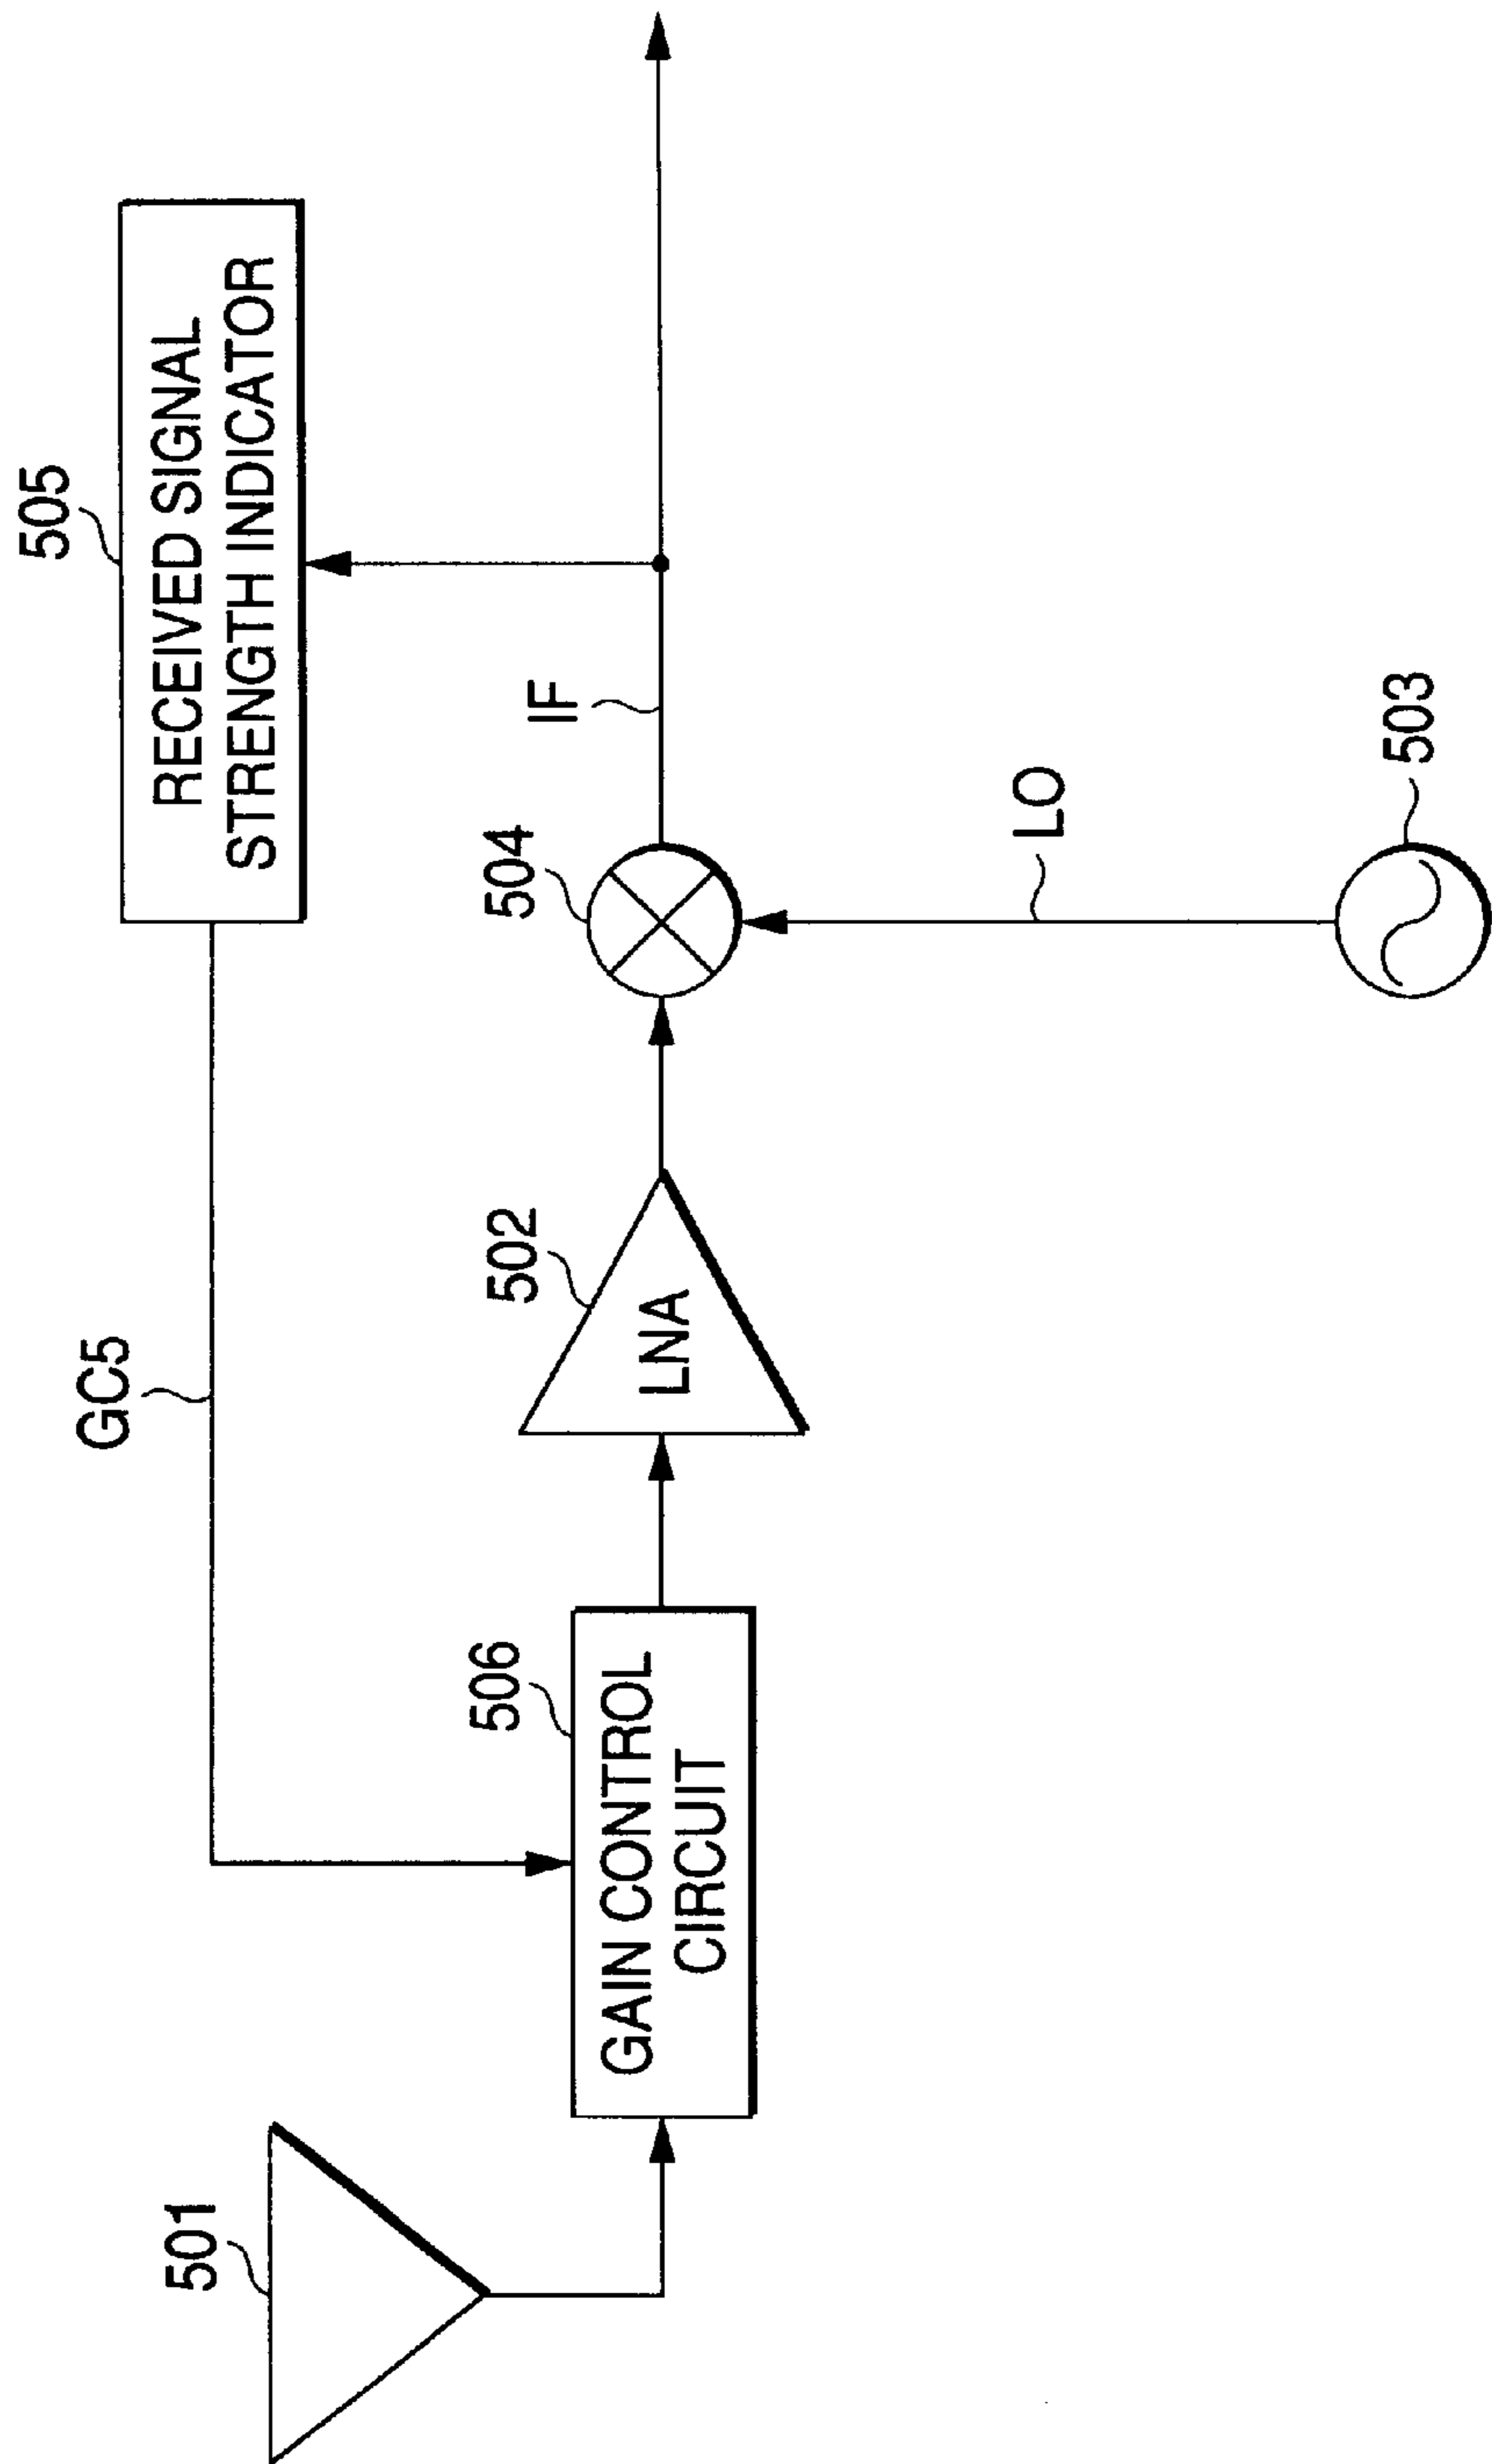 505
RECEIVED SIGNAL
STRENGTH INDICATOR
GC5
501
506
GAIN CONTROL
CIRCUIT
502
LNA
504
IF
LO
503